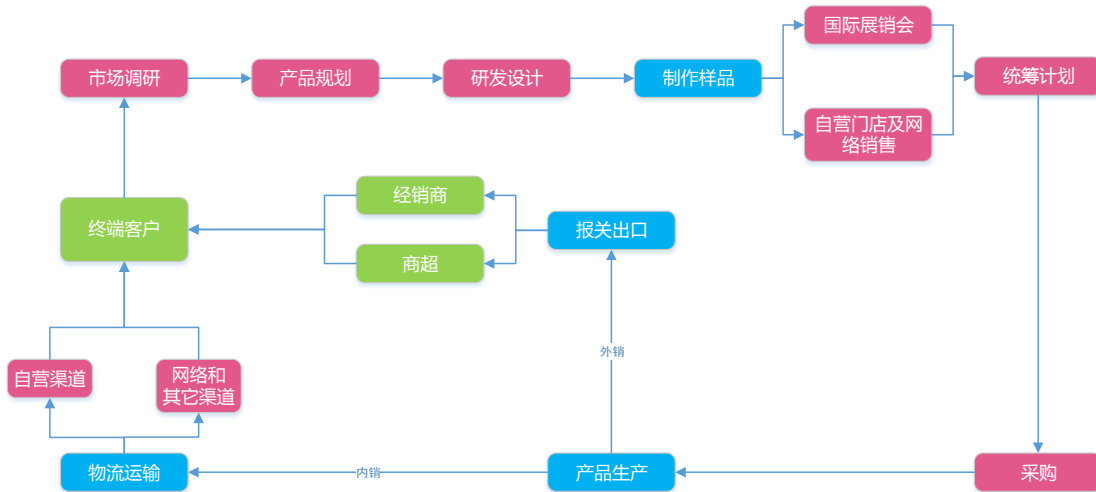 国际展销会
市场调研
产品规划
研发设计
制作样品
统筹计划
自营门店及网
络销售
经销商
终端客户
报关出口
商超
外销
自营渠道
网络和
其它渠道
物流运输
内销
产品生产
采购